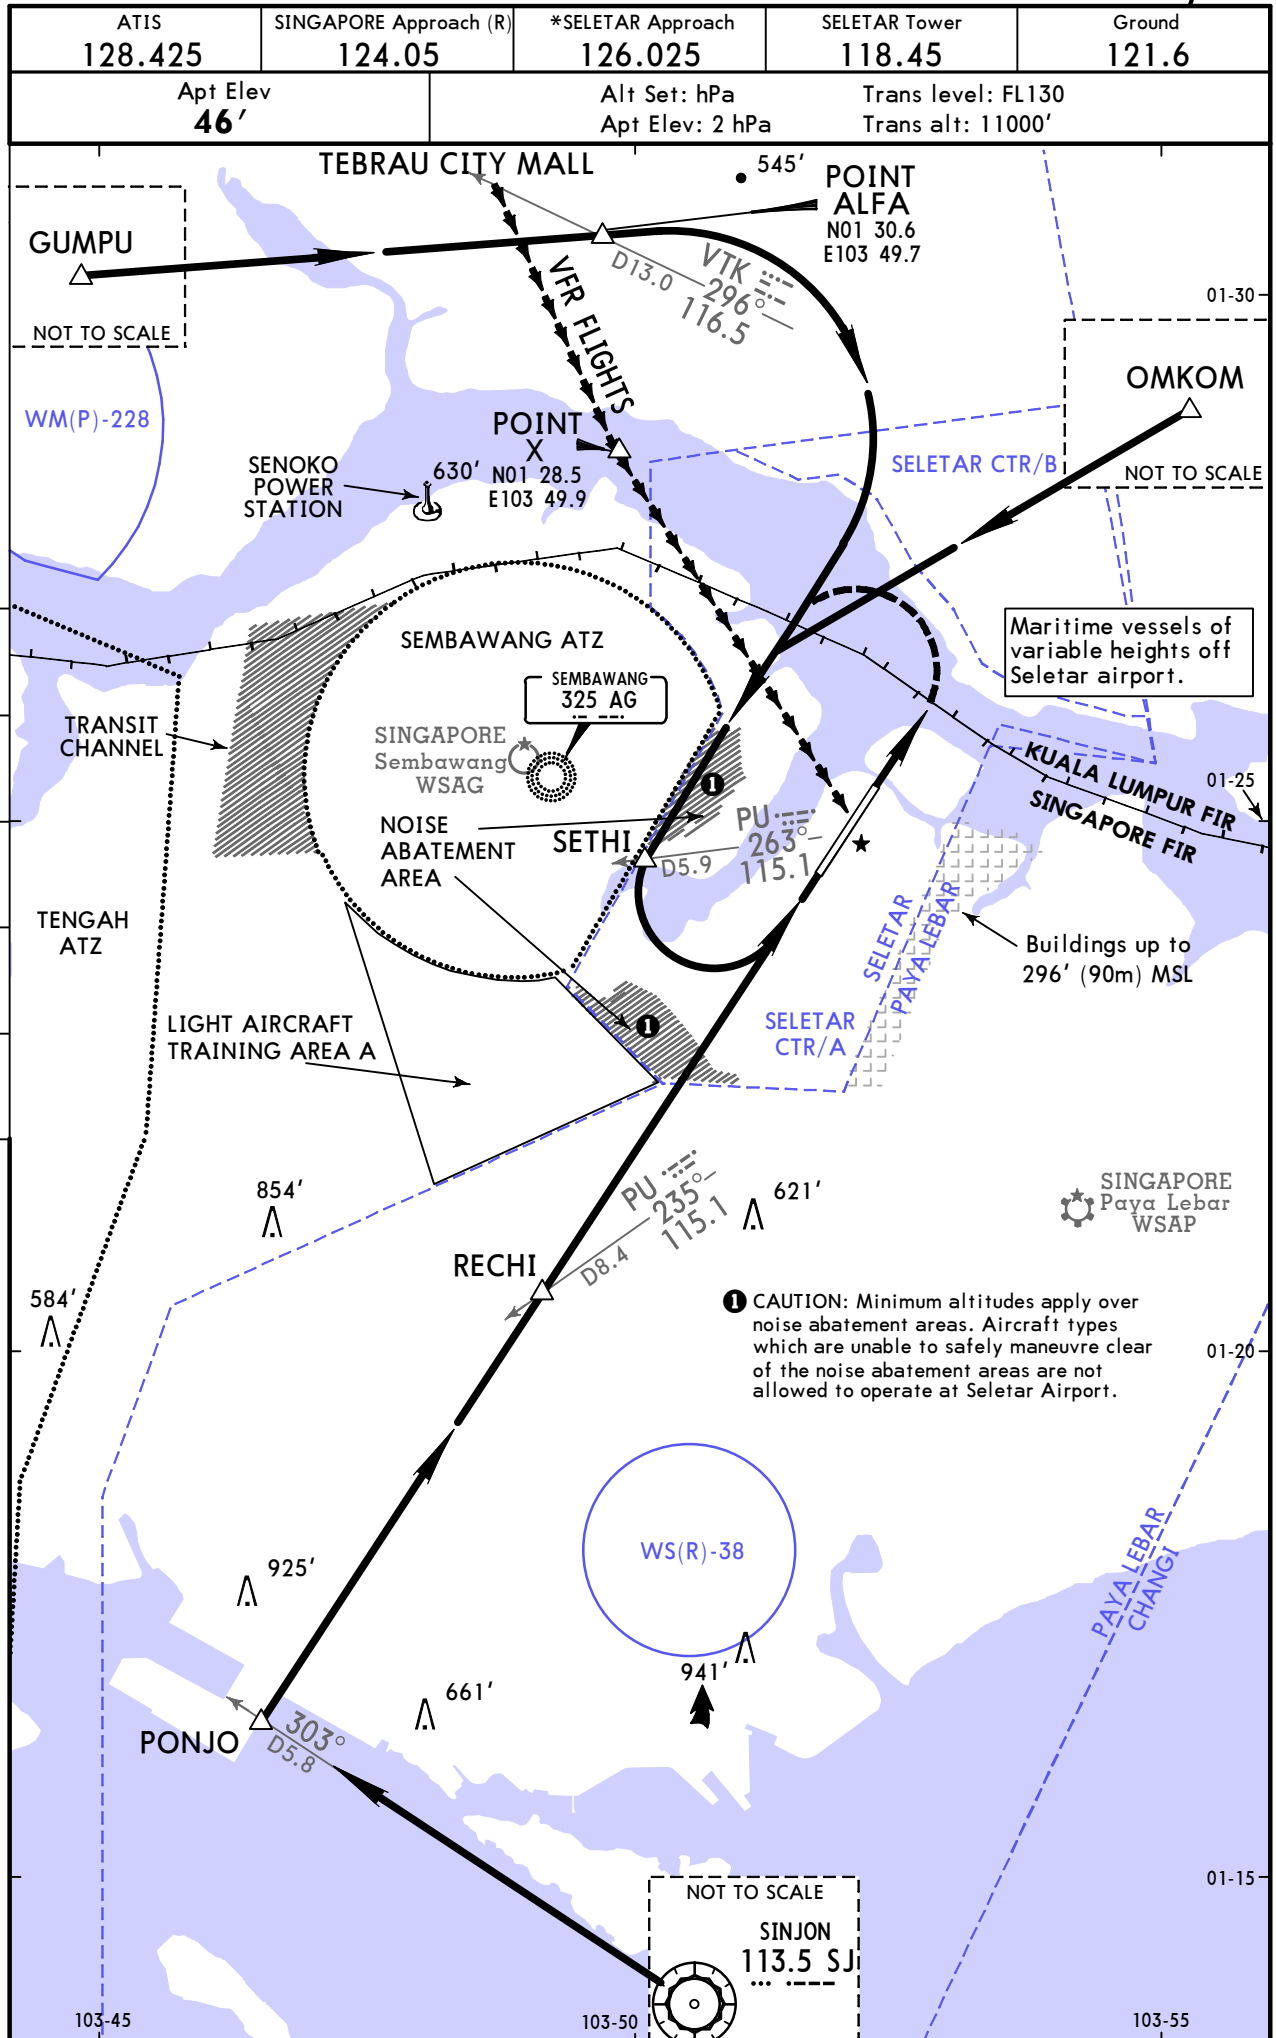 ATIS
128.425
SINGAPORE Approach (R)
124.05
*SELETAR Approach
126.025
SELETAR Tower
118.45
Ground
121.6
Apt Elev
46'
Alt Set: hPa
Apt Elev: 2 hPa
Trans level: FL130
Trans alt: 11000'
TEBRAU CITY MALL
545'
POINT
ALFA
N01 30.6
E103 49.7
GUMPU
NOT TO SCALE
D13.0
VTK
296°
116.5
VFR FLIGHTS
01-30
OMKOM
NOT TO SCALE
WM(P)-228
POINT
X
N01 28.5
E103 49.9
SENOKO
POWER
STATION
630'
SELETAR CTR/B
SEMBAWANG ATZ
SEMBAWANG
325 AG
Maritime vessels of
variable heights off
Seletar airport.
TRANSIT
CHANNEL
SINGAPORE
Sembawang
WSAG
KUALA LUMPUR FIR
SINGAPORE FIR
01-25
1
NOISE
ABATEMENT
AREA
SETHI
D5.9
PU
263°
115.1
TENGAH
ATZ
SELETAR
PAYA LEBAR
Buildings up to
296' (90m) MSL
LIGHT AIRCRAFT
TRAINING AREA A
1
SELETAR
CTR/A
854'
PU
235°
115.1
D8.4
621'
SINGAPORE
Paya Lebar
WSAP
RECHI
584'
1 CAUTION: Minimum altitudes apply over
noise abatement areas. Aircraft types
which are unable to safely maneuvre clear
of the noise abatement areas are not
allowed to operate at Seletar Airport.
01-20
WS(R)-38
925'
PAYA LEBAR
CHANGI
941'
661'
PONJO
303°
D5.8
NOT TO SCALE
SINJON
113.5 SJ
01-15
103-45
103-50
103-55